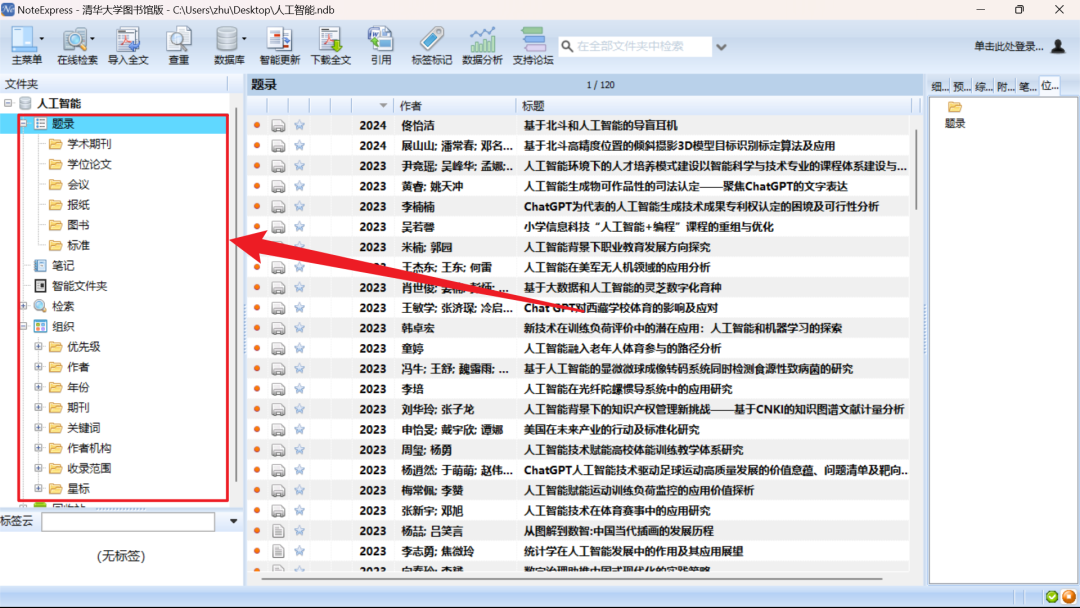 NoteExpress - 清华大学图书馆版 - C:\Users\zhu\Desktop\人工智能.ndb
主菜单 在线检索 导入全文 查重 数据库 智能更新 下载全文 引用 标签标记 数据分析 支持论坛 在全部文件夹中检索 单击此处登录...
文件夹
人工智能
题录
学术期刊
学位论文
会议
报纸
图书
标准
笔记
智能文件夹
检索
组织
优先级
作者
年份
期刊
关键词
作者机构
收录范围
星标
标签云
(无标签)
题录 1 / 120
作者 标题
2024 佟怡洁 基于北斗和人工智能的导盲耳机
2024 展山山; 潘常春; 邓名... 基于北斗高精度位置的倾斜摄影3D模型目标识别标定算法及应用
2023 尹竞瑶; 吴峰华; 孟娜... 人工智能环境下的人才培养模式建设以智能科学与技术专业的课程体系建设与...
2023 黄睿; 姚天冲 人工智能生成物可作品性的司法认定——聚焦ChatGPT的文字表达
2023 李楠楠 ChatGPT为代表的人工智能生成技术成果专利权认定的困境及可行性分析
2023 吴若蓉 小学信息科技“人工智能+编程”课程的重组与优化
2023 米楠; 郭园 人工智能背景下职业教育发展方向探究
2023 王杰东; 王东; 何雷 人工智能在美军无人机领域的应用分析
2023 肖世俊; 基于大数据和人工智能的灵芝数字化育种
2023 王敏学; 张济琛; 冷启... Chat GPT对西藏学校体育的影响及应对
2023 韩卓宏 新技术在训练负荷评价中的潜在应用：人工智能和机器学习的探索
2023 童婷 人工智能融入老年人体育参与的路径分析
2023 冯牛; 王舒; 魏霈雨; ... 基于人工智能的显微微球成像转码系统同时检测食源性致病菌的研究
2023 李培 人工智能在光纤陀螺惯导系统中的应用研究
2023 刘华玲; 张子龙 人工智能背景下的知识产权管理新挑战——基于CNKI的知识图谱文献计量分析
2023 申怡旻; 戴宇欣; 谭娜 美国在未来产业的行动及标准化研究
2023 周玺; 杨勇 人工智能技术赋能高校体能训练教学体系研究
2023 杨逍然; 于萌萌; 赵伟... ChatGPT人工智能技术驱动足球运动高质量发展的价值意蕴、问题清单及靶向...
2023 梅常佩; 李赞 人工智能赋能运动训练负荷监控的应用价值探析
2023 张新宇; 邓旭 人工智能技术在体育赛事中的应用研究
2023 杨喆; 吕笑言 从图解到数智:中国当代插画的发展历程
2023 李志勇; 焦微玲 统计学在人工智能发展中的作用及其应用展望
细... 预... 综... 附... 笔... 位...
题录